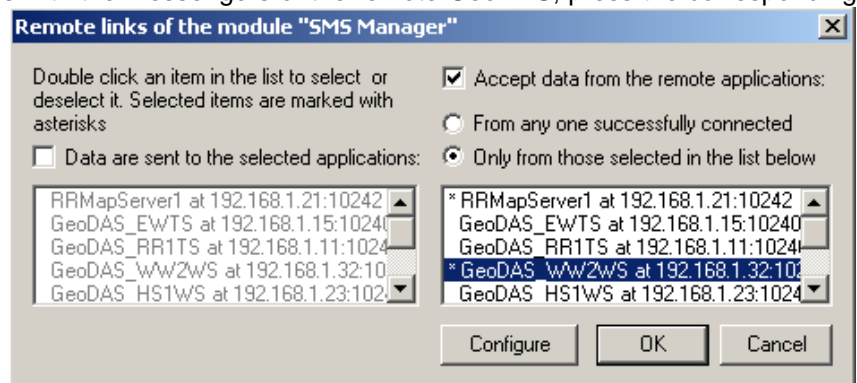 Remote links of the module "SMS Manager"
Double click an item in the list to select or
deselect it. Selected items are marked with
asterisks
Data are sent to the selected applications:
RRMapServer1 at 192.168.1.21:10242
GeoDAS_EWTS at 192.168.1.15:10240
GeoDAS_RR1TS at 192.168.1.11:1024
GeoDAS_WW2WS at 192.168.1.32:10
GeoDAS_HS1WS at 192.168.1.23:102
Accept data from the remote applications:
From any one successfully connected
Only from those selected in the list below
* RRMapServer1 at 192.168.1.21:10242
GeoDAS_EWTS at 192.168.1.15:10240
GeoDAS_RR1TS at 192.168.1.11:1024
* GeoDAS_WW2WS at 192.168.1.32:102
GeoDAS_HS1WS at 192.168.1.23:1024
Configure
OK
Cancel